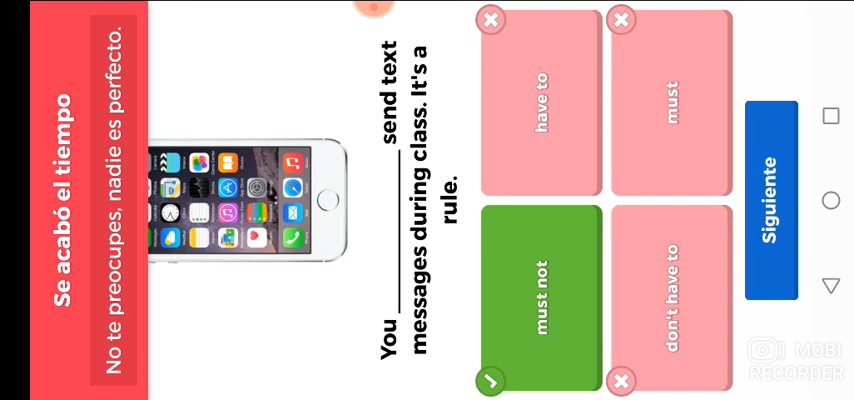 Se acabó el tiempo
No te preocupes, nadie es perfecto.
You ____________ send text
messages during class. It's a
rule.
must not
have to
don't have to
must
Siguiente
MOBI
RECORDER